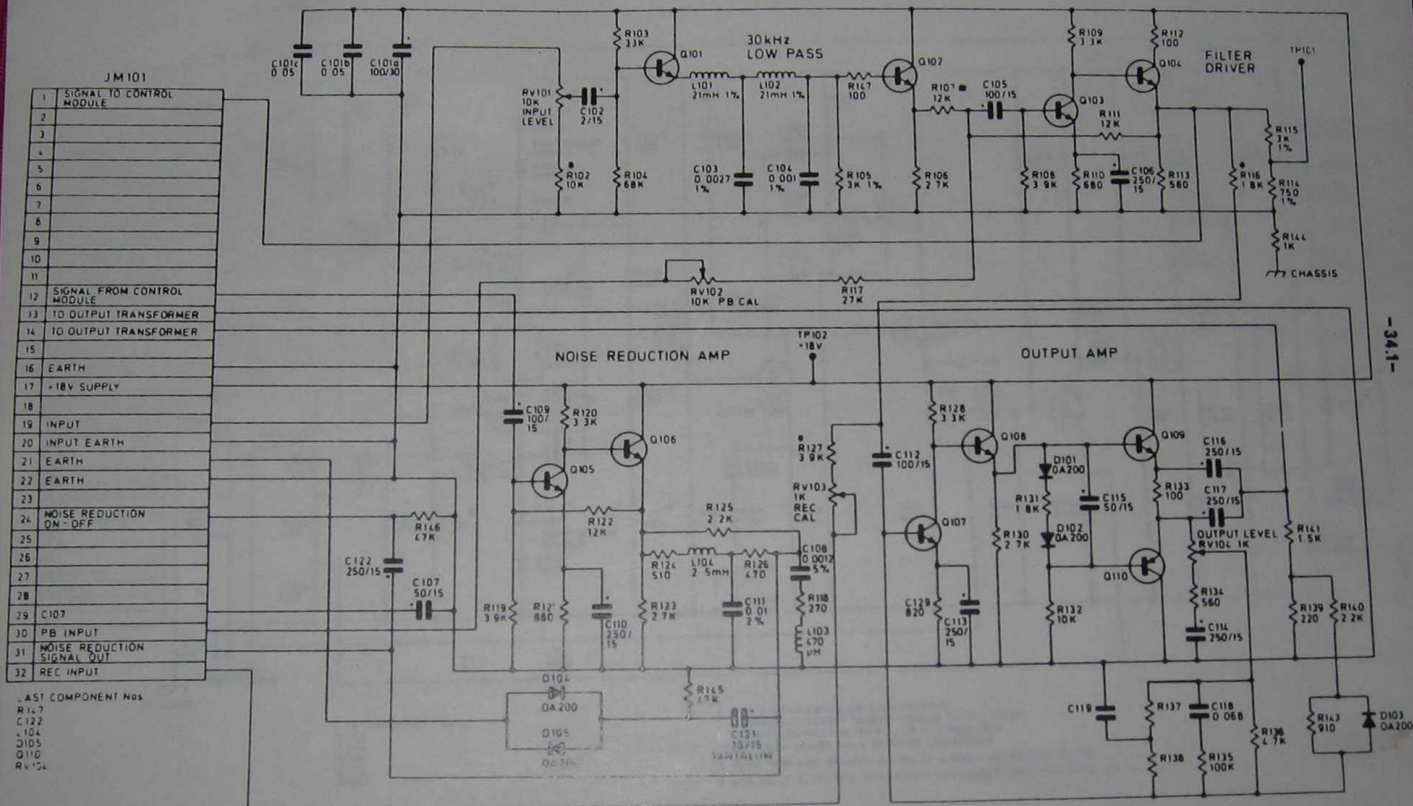 JM101
1 SIGNAL TO CONTROL MODULE
2
3
4
5
6
7
8
9
10
11
12 SIGNAL FROM CONTROL MODULE
13 TO OUTPUT TRANSFORMER
14 TO OUTPUT TRANSFORMER
15
16 EARTH
17 +18V SUPPLY
18
19 INPUT
20 INPUT EARTH
21 EARTH
22 EARTH
23
24 NOISE REDUCTION ON-OFF
25
26
27
28
29 C107
30 PB INPUT
31 NOISE REDUCTION SIGNAL OUT
32 REC INPUT
LAST COMPONENT Nos
R147
C122
L104
D105
Q110
RV104
C101c
0.05
C101b
0.05
C101a
100/30
RV101
10K
INPUT
LEVEL
C102
2/15
R102
10K
R103
33K
R104
68K
Q101
30kHz
LOW PASS
L101
21mH 1%
L102
21mH 1%
C103
0.0027
1%
C104
0.001
1%
R147
100
R105
3K 1%
Q102
R106
2.7K
R107
12K
C105
100/15
R108
3.9K
R109
3.3K
Q103
R110
680
R111
12K
C106
250/
15
R112
100
Q104
R113
560
FILTER
DRIVER
TP101
R115
3K
1%
R116
1.8K
R114
750
1%
R144
1K
CHASSIS
RV102
10K PB CAL
R117
27K
-34.1-
NOISE REDUCTION AMP
TP102
+18V
OUTPUT AMP
C109
100/
15
R120
3.3K
Q105
Q106
R122
12K
R125
2.2K
R124
510
L104
2.5mH
R126
470
C108
0.0012
5%
R118
270
L103
470
µH
R119
3.9K
R121
680
C110
250/
15
R123
2.7K
C111
0.01
2%
R146
47K
C122
250/15
C107
50/15
D104
OA200
D105
R145
C121
R127
3.9K
RV103
1K
REC
CAL
C112
100/15
R128
3.3K
Q107
Q108
C129
820
C113
250/
15
R130
2.7K
D101
OA200
R131
1.8K
D102
OA200
C115
50/15
R132
10K
Q109
Q110
C116
250/15
R133
100
C117
250/15
OUTPUT LEVEL
RV104 1K
R134
560
C114
250/15
R141
1.5K
R139
220
R140
2.2K
C119
R137
R138
C118
0.068
R135
100K
R136
4.7K
R143
910
D103
OA200